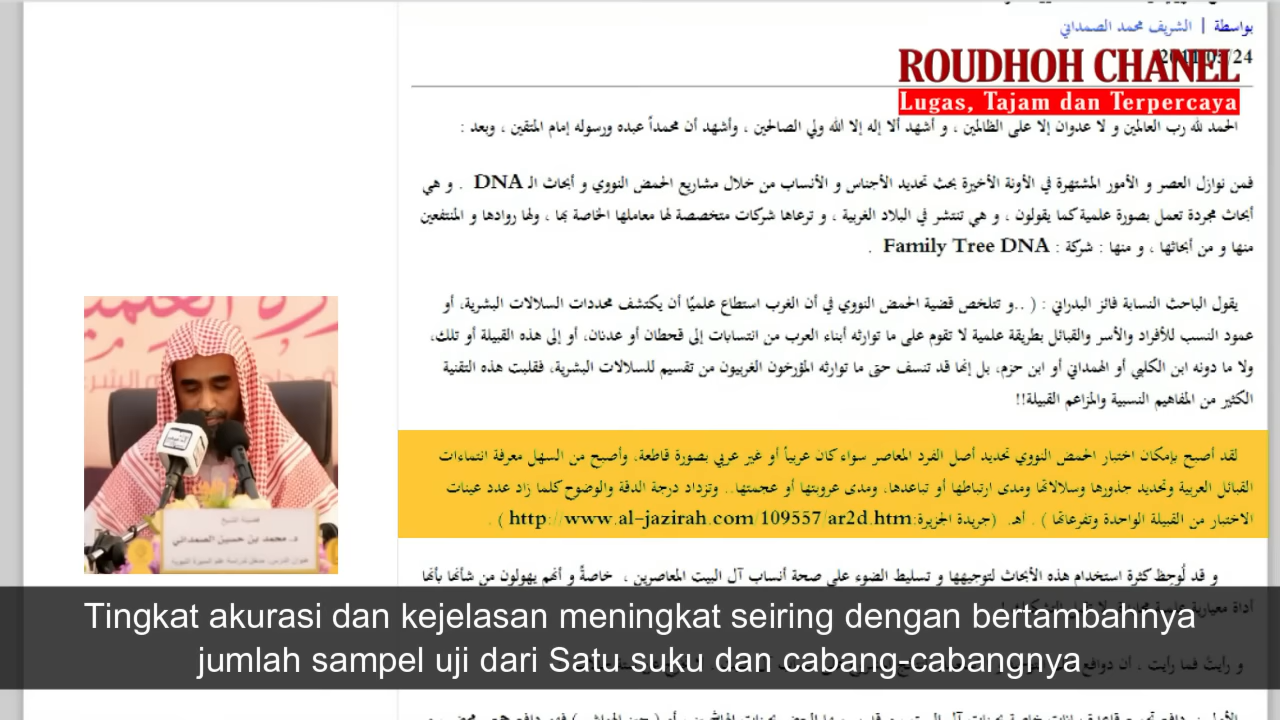 بواسطة | الشريف محمد الصمداني
ROUDHOH CHANEL
Lugas, Tajam dan Terpercaya
الحمد لله رب العالمين و لا عدوان إلا على الظالمين ، و أشهد ألا إله إلا الله ولي الصالحين ، وأشهد أن محمداً عبده ورسوله إمام المتقين ، وبعد :
فمن نوازل العصر و الأمور المشتهرة في الآونة الأخيرة بحث تحديد الأجناس و الأنساب من خلال مشاريع الحمض النووي و أبحاث الـ DNA . و هي
أبحاث مجردة تعمل بصورة علمية كما يقولون ، و هي تنتشر في البلاد الغربية ، و ترعاها شركات متخصصة لها معاملها الخاصة بها ، ولها روادها و المنتفعين
منها و من أبحاثها ، و منها : شركة : Family Tree DNA .
يقول الباحث النسابة فائز البدراني : ( ..و تتلخص قضية الحمض النووي في أن الغرب استطاع علميًا أن يكتشف محددات السلالات البشرية، أو
عمود النسب للأفراد والأسر والقبائل بطريقة علمية لا تقوم على ما توارثه أبناء العرب من انتسابات إلى قحطان أو عدنان، أو إلى هذه القبيلة أو تلك،
ولا ما دونه ابن الكلبي أو الهمداني أو ابن حزم، بل إنها قد تنسف حتى ما توارثه المؤرخون الغربيون من تقسيم للسلالات البشرية، فقلبت هذه التقنية
الكثير من المفاهيم النسبية والمزاعم القبيلة!!
لقد أصبح بإمكان اختبار الحمض النووي تحديد أصل الفرد المعاصر سواء كان عربياً أو غير عربي بصورة قاطعة، وأصبح من السهل معرفة انتماءات
القبائل العربية وتحديد جذورها وسلالاتها ومدى ارتباطها أو تباعدها، ومدى عروبتها أو عجمتها.. وتزداد درجة الدقة والوضوح كلما زاد عدد عينات
الاختبار من القبيلة الواحدة وتفرعاتها ) . أهـ. (جريدة الجزيرة:http://www.al-jazirah.com/109557/ar2d.htm ) .
و قد لُوحِظ كثرة استخدام هذه الأبحاث لتوجيهها و تسليط الضوء على صحة أنساب آل البيت المعاصرين ، خاصةً و أنهم يهولون من شأنها بأنها
فضيلة الشيخ
د. محمد بن حسين الصمداني
Tingkat akurasi dan kejelasan meningkat seiring dengan bertambahnya
jumlah sampel uji dari Satu suku dan cabang-cabangnya